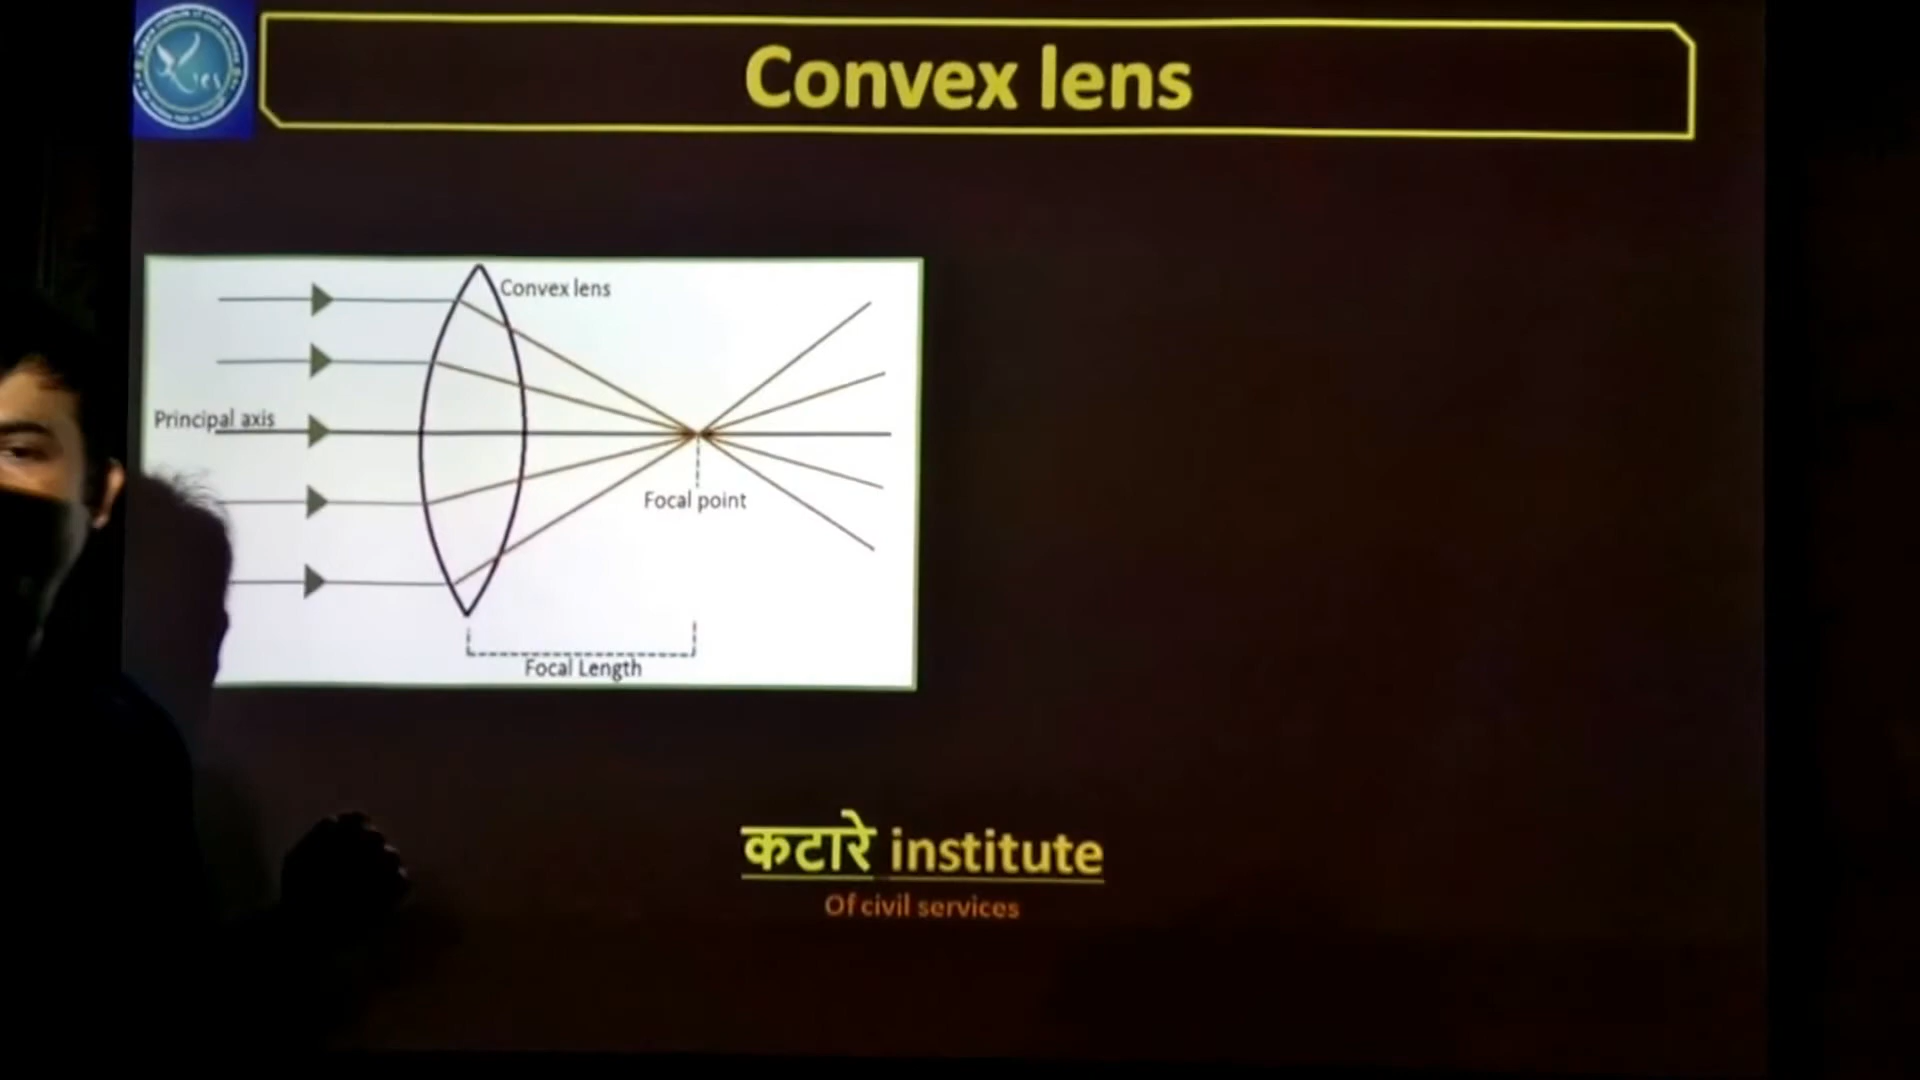 Convex lens
Convex lens
Principal axis
Focal point
Focal Length
कटारे institute
Of civil services